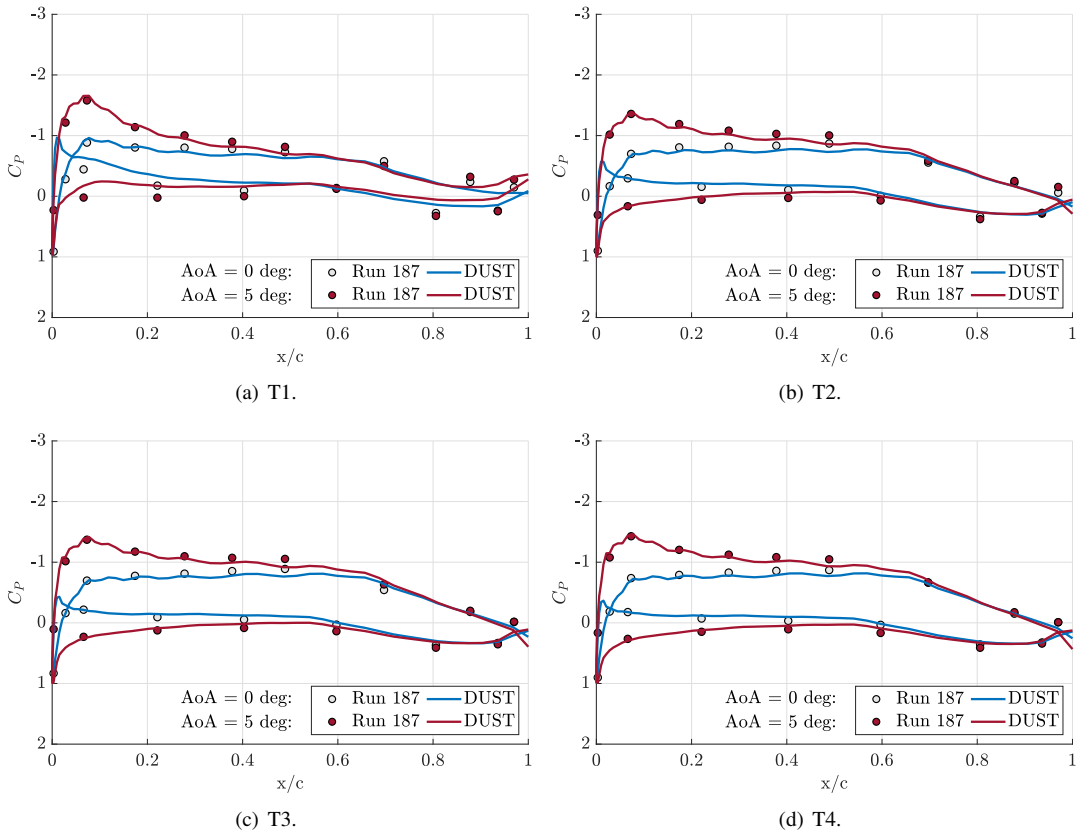 -3
-2
-1
0
1
2
C_P
0 0.2 0.4 0.6 0.8 1
x/c
AoA = 0 deg: Run 187 DUST
AoA = 5 deg: Run 187 DUST
(a) T1.
-3
-2
-1
0
1
2
C_P
0 0.2 0.4 0.6 0.8 1
x/c
AoA = 0 deg: Run 187 DUST
AoA = 5 deg: Run 187 DUST
(b) T2.
-3
-2
-1
0
1
2
C_P
0 0.2 0.4 0.6 0.8 1
x/c
AoA = 0 deg: Run 187 DUST
AoA = 5 deg: Run 187 DUST
(c) T3.
-3
-2
-1
0
1
2
C_P
0 0.2 0.4 0.6 0.8 1
x/c
AoA = 0 deg: Run 187 DUST
AoA = 5 deg: Run 187 DUST
(d) T4.